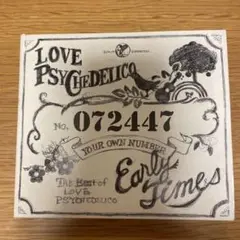 LOVE
PSYCHEDELICO
No. 072447
YOUR OWN NUMBER
Early
Times
The Best of
LOVE
PSYCHEDELICO